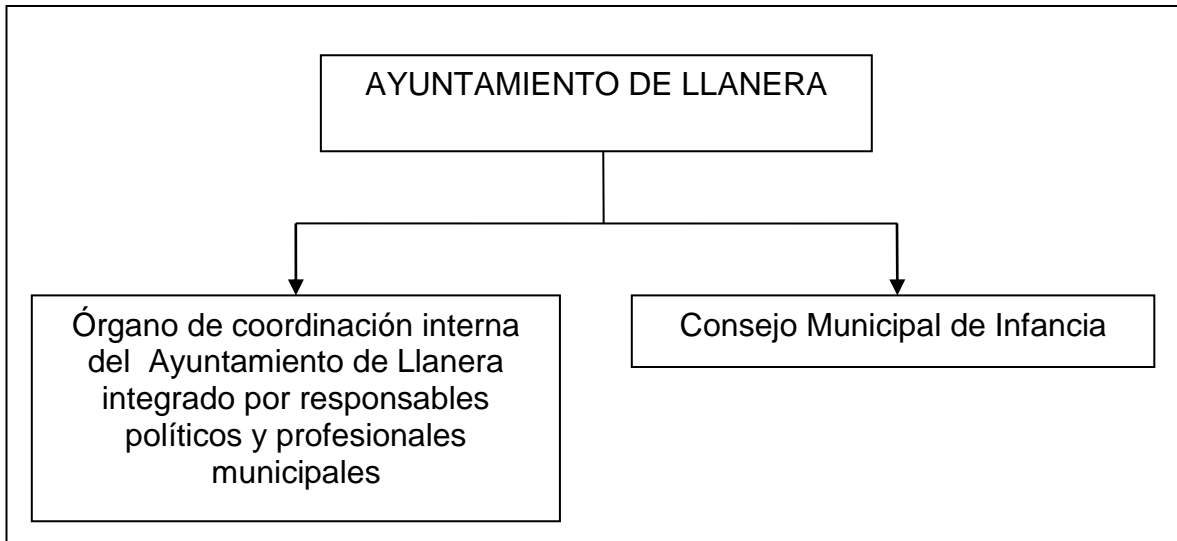 AYUNTAMIENTO DE LLANERA
Órgano de coordinación interna
del Ayuntamiento de Llanera
integrado por responsables
políticos y profesionales
municipales
Consejo Municipal de Infancia